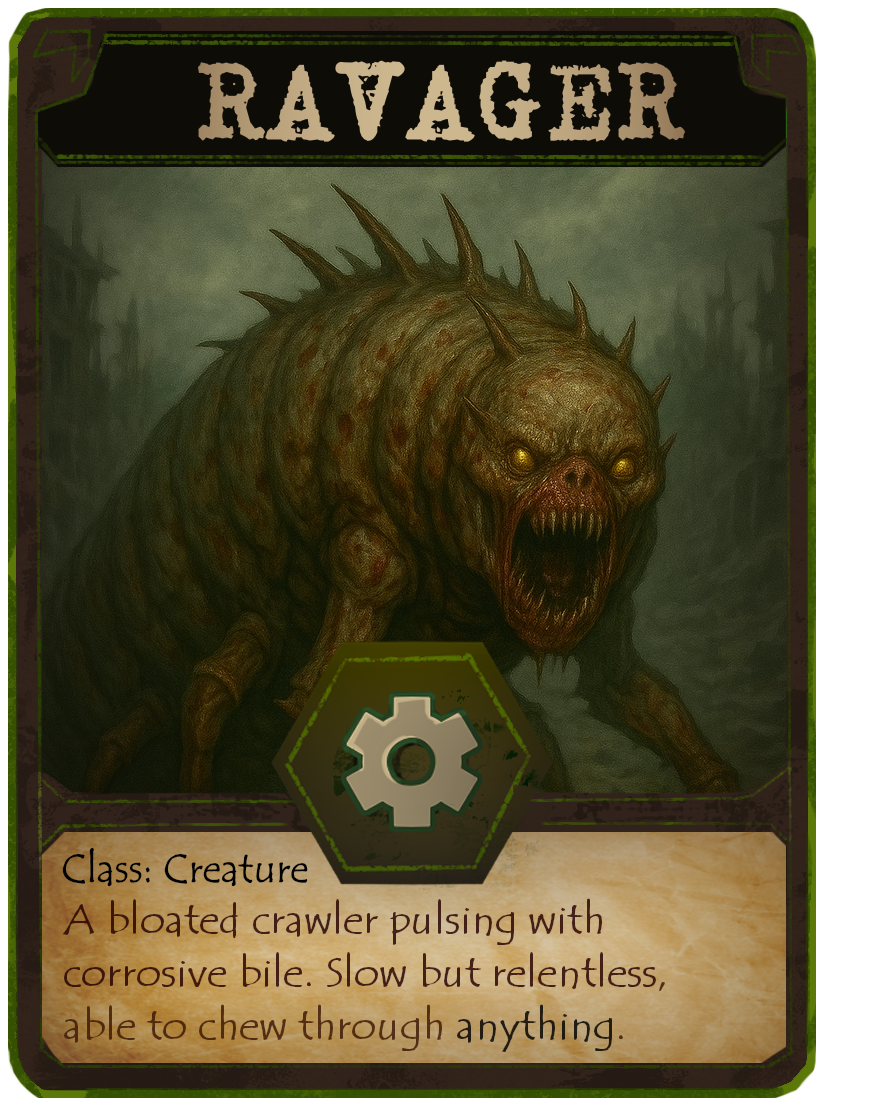 RAVAGER
Class: Creature
A bloated crawler pulsing with
corrosive bile. Slow but relentless,
able to chew through anything.